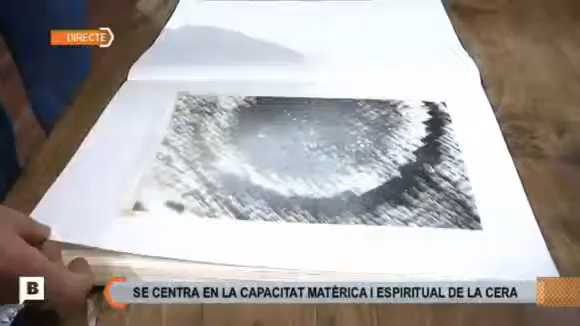 DIRECTE
B
SE CENTRA EN LA CAPACITAT MATÈRICA I ESPIRITUAL DE LA CERA